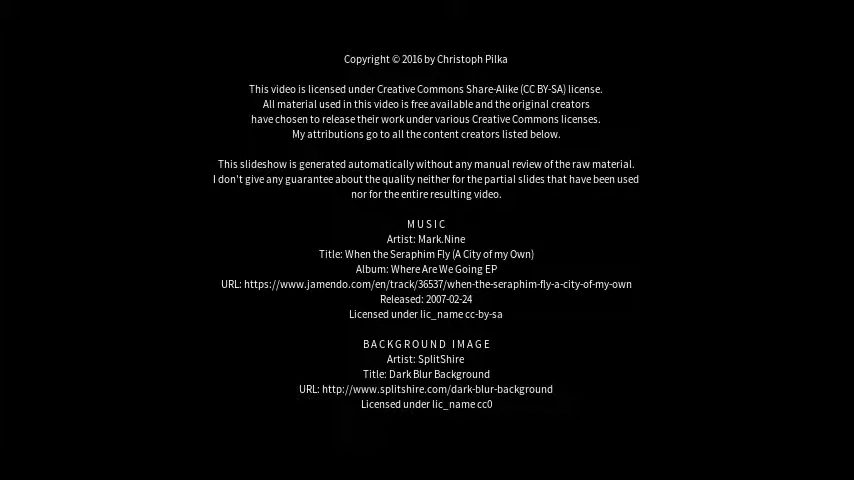 Copyright © 2016 by Christoph Pilka
This video is licensed under Creative Commons Share-Alike (CC BY-SA) license.
All material used in this video is free available and the original creators
have chosen to release their work under various Creative Commons licenses.
My attributions go to all the content creators listed below.
This slideshow is generated automatically without any manual review of the raw material.
I don't give any guarantee about the quality neither for the partial slides that have been used
nor for the entire resulting video.
MUSIC
Artist: Mark.Nine
Title: When the Seraphim Fly (A City of my Own)
Album: Where Are We Going EP
URL: https://www.jamendo.com/en/track/36537/when-the-seraphim-fly-a-city-of-my-own
Released: 2007-02-24
Licensed under lic_name cc-by-sa
BACKGROUND IMAGE
Artist: SplitShire
Title: Dark Blur Background
URL: http://www.splitshire.com/dark-blur-background
Licensed under lic_name cc0